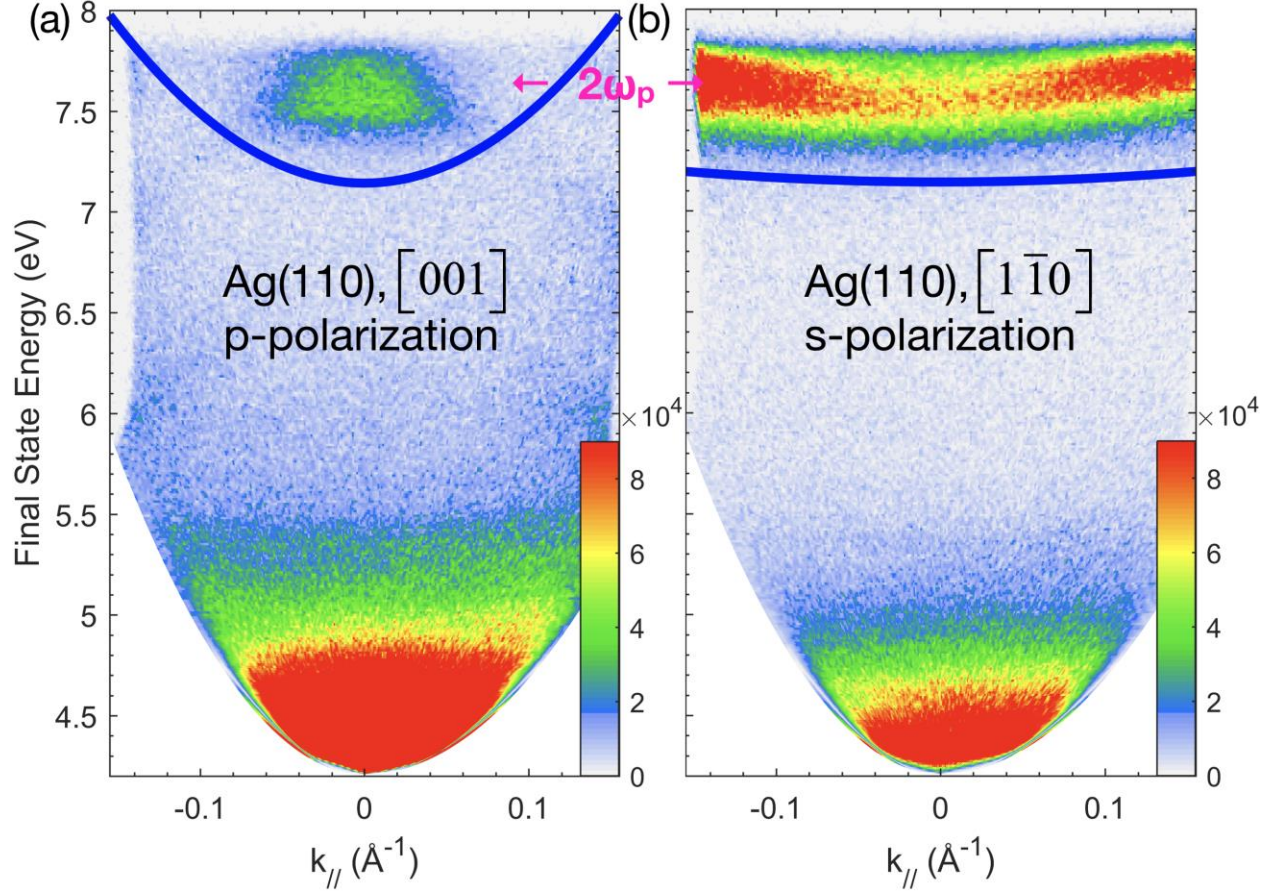 (a)
(b)
8
7.5
7
6.5
6
5.5
5
4.5
Final State Energy (eV)
2ωp
Ag(110), [001]
p-polarization
Ag(110), [1 1̅0]
s-polarization
×10⁴
8
6
4
2
0
×10⁴
8
6
4
2
0
-0.1
0
0.1
-0.1
0
0.1
k// (Å⁻¹)
k// (Å⁻¹)